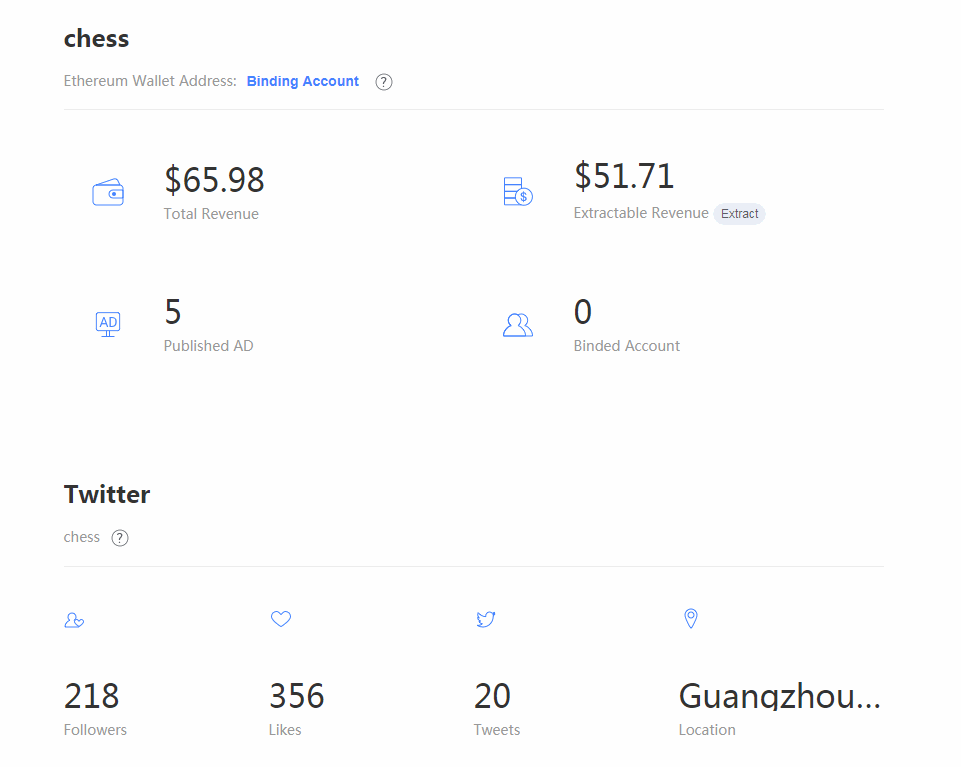 chess
Ethereum Wallet Address: Binding Account ?
$65.98
Total Revenue
$51.71
Extractable Revenue Extract
AD
5
Published AD
0
Binded Account
Twitter
chess ?
218
Followers
356
Likes
20
Tweets
Guangzhou...
Location